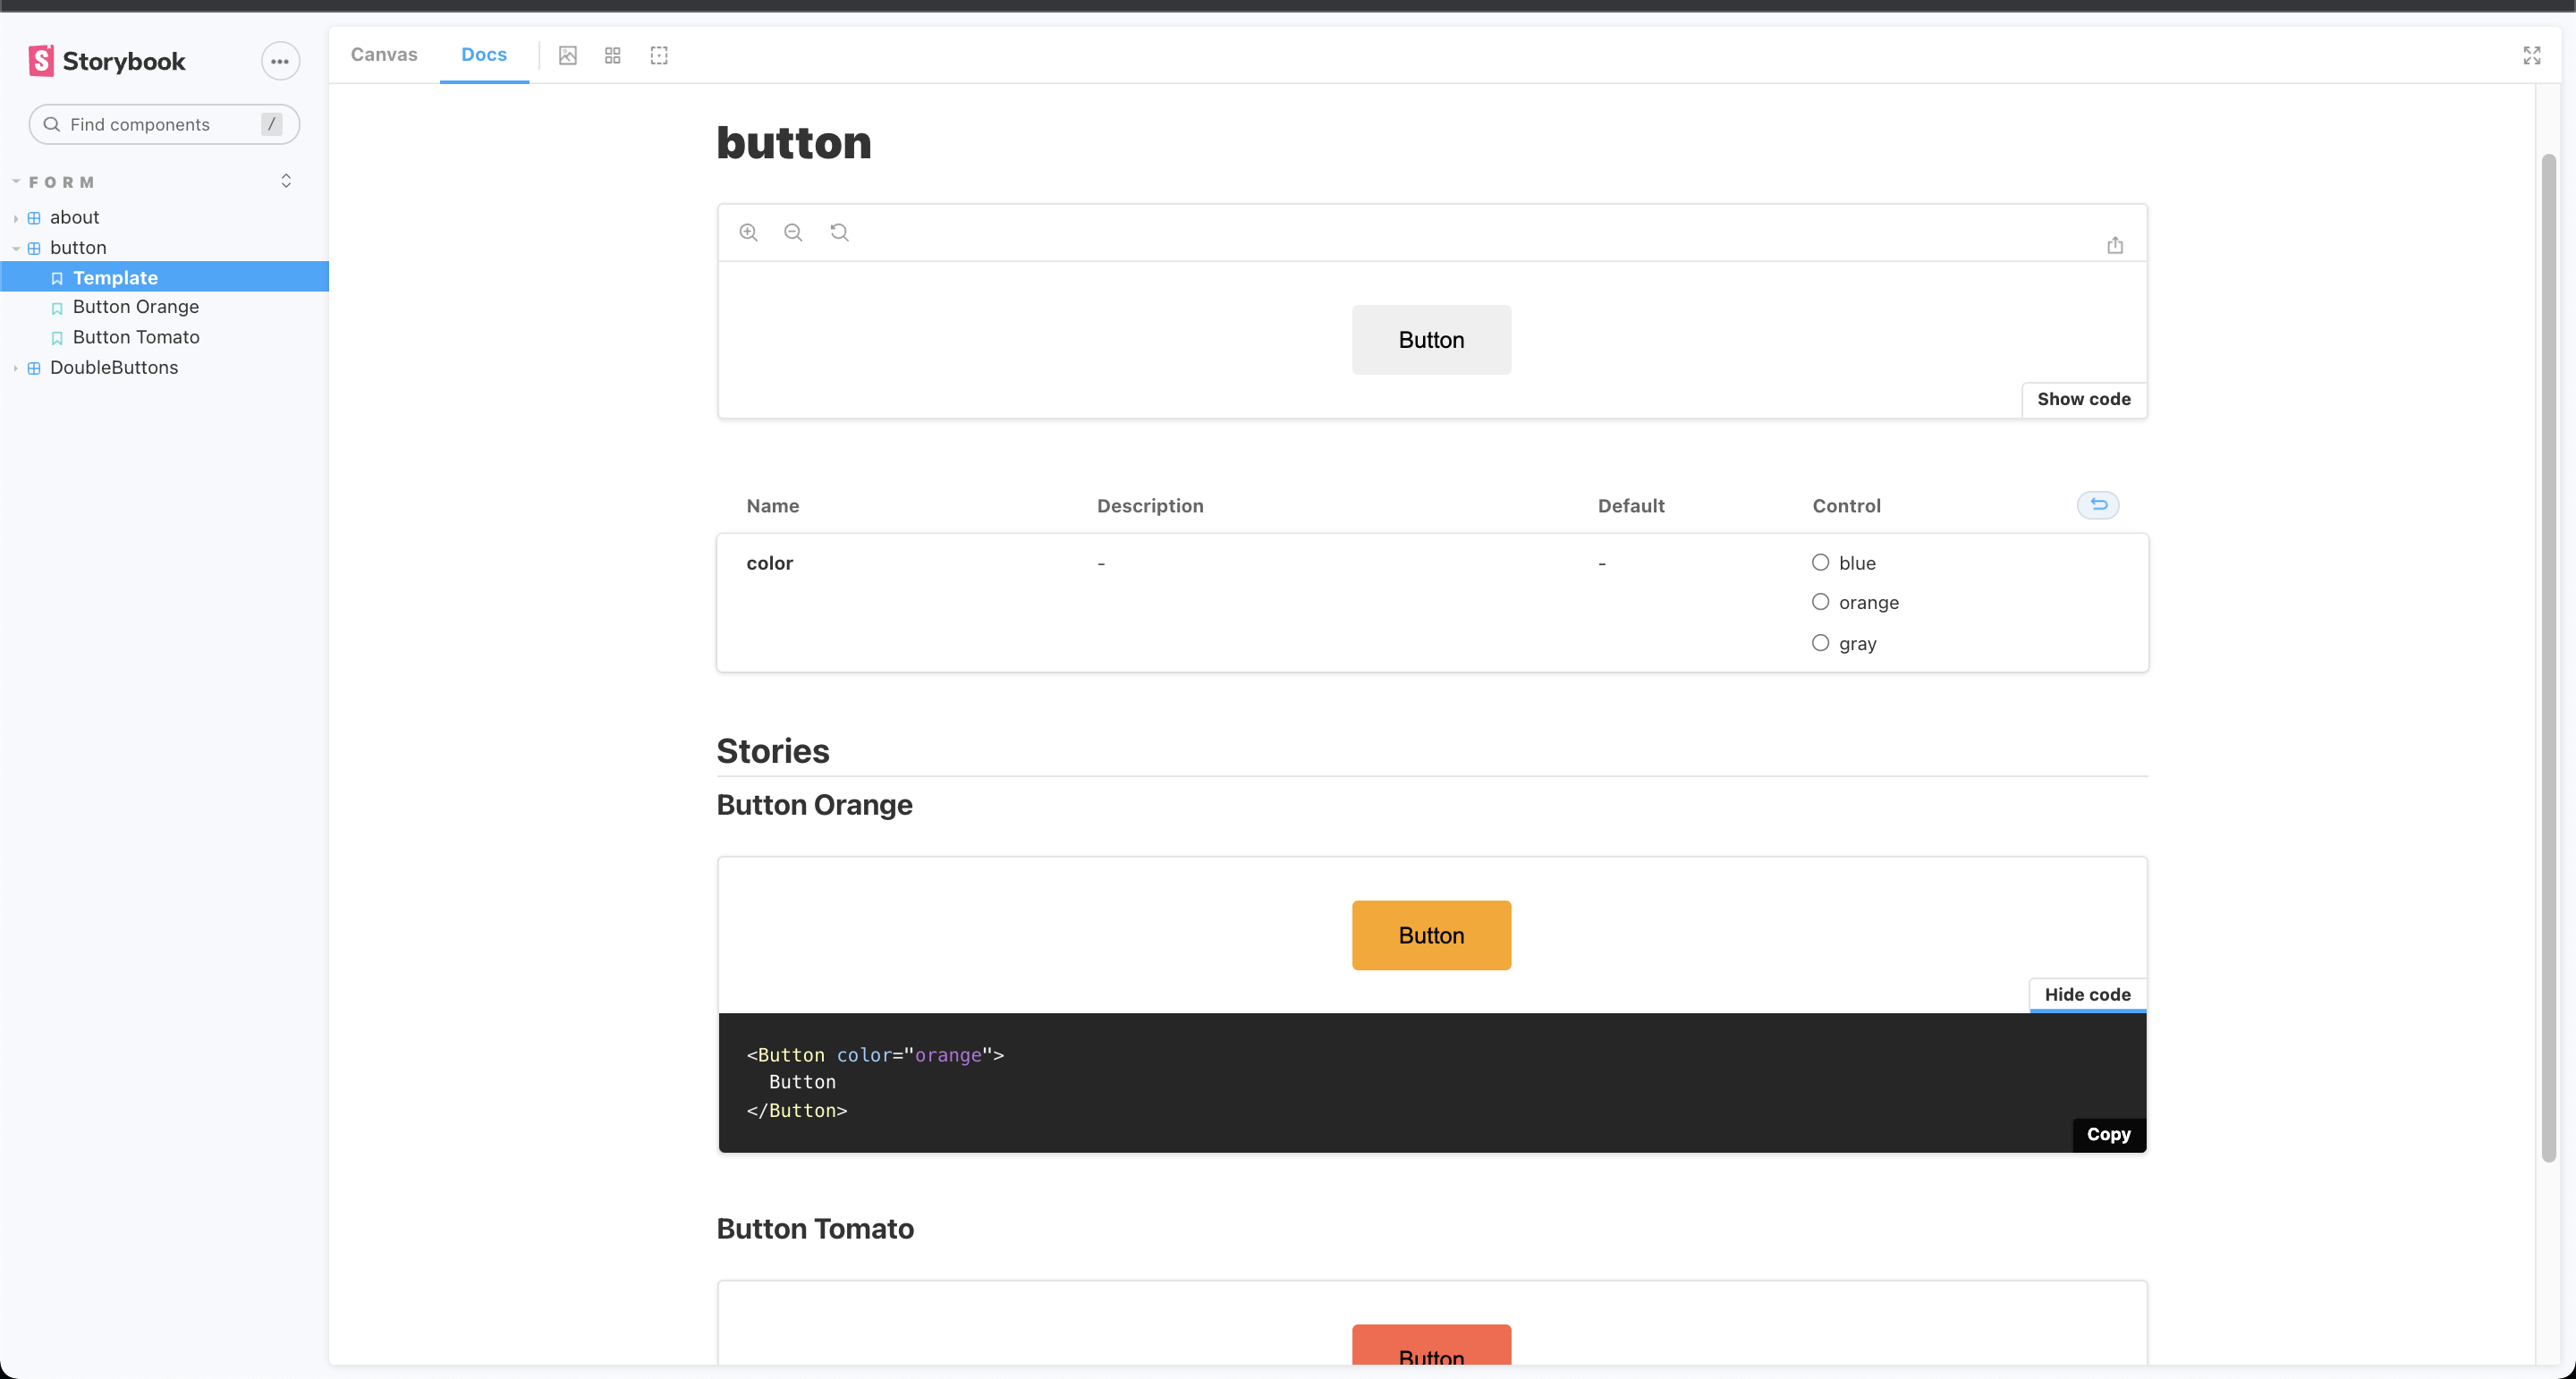 Storybook
Find components /
FORM
about
button
Template
Button Orange
Button Tomato
DoubleButtons
Canvas Docs
button
Button
Show code
Name Description Default Control
color - - blue
orange
gray
Stories
Button Orange
Button
Hide code
<Button color="orange">
  Button
</Button>
Copy
Button Tomato
Button